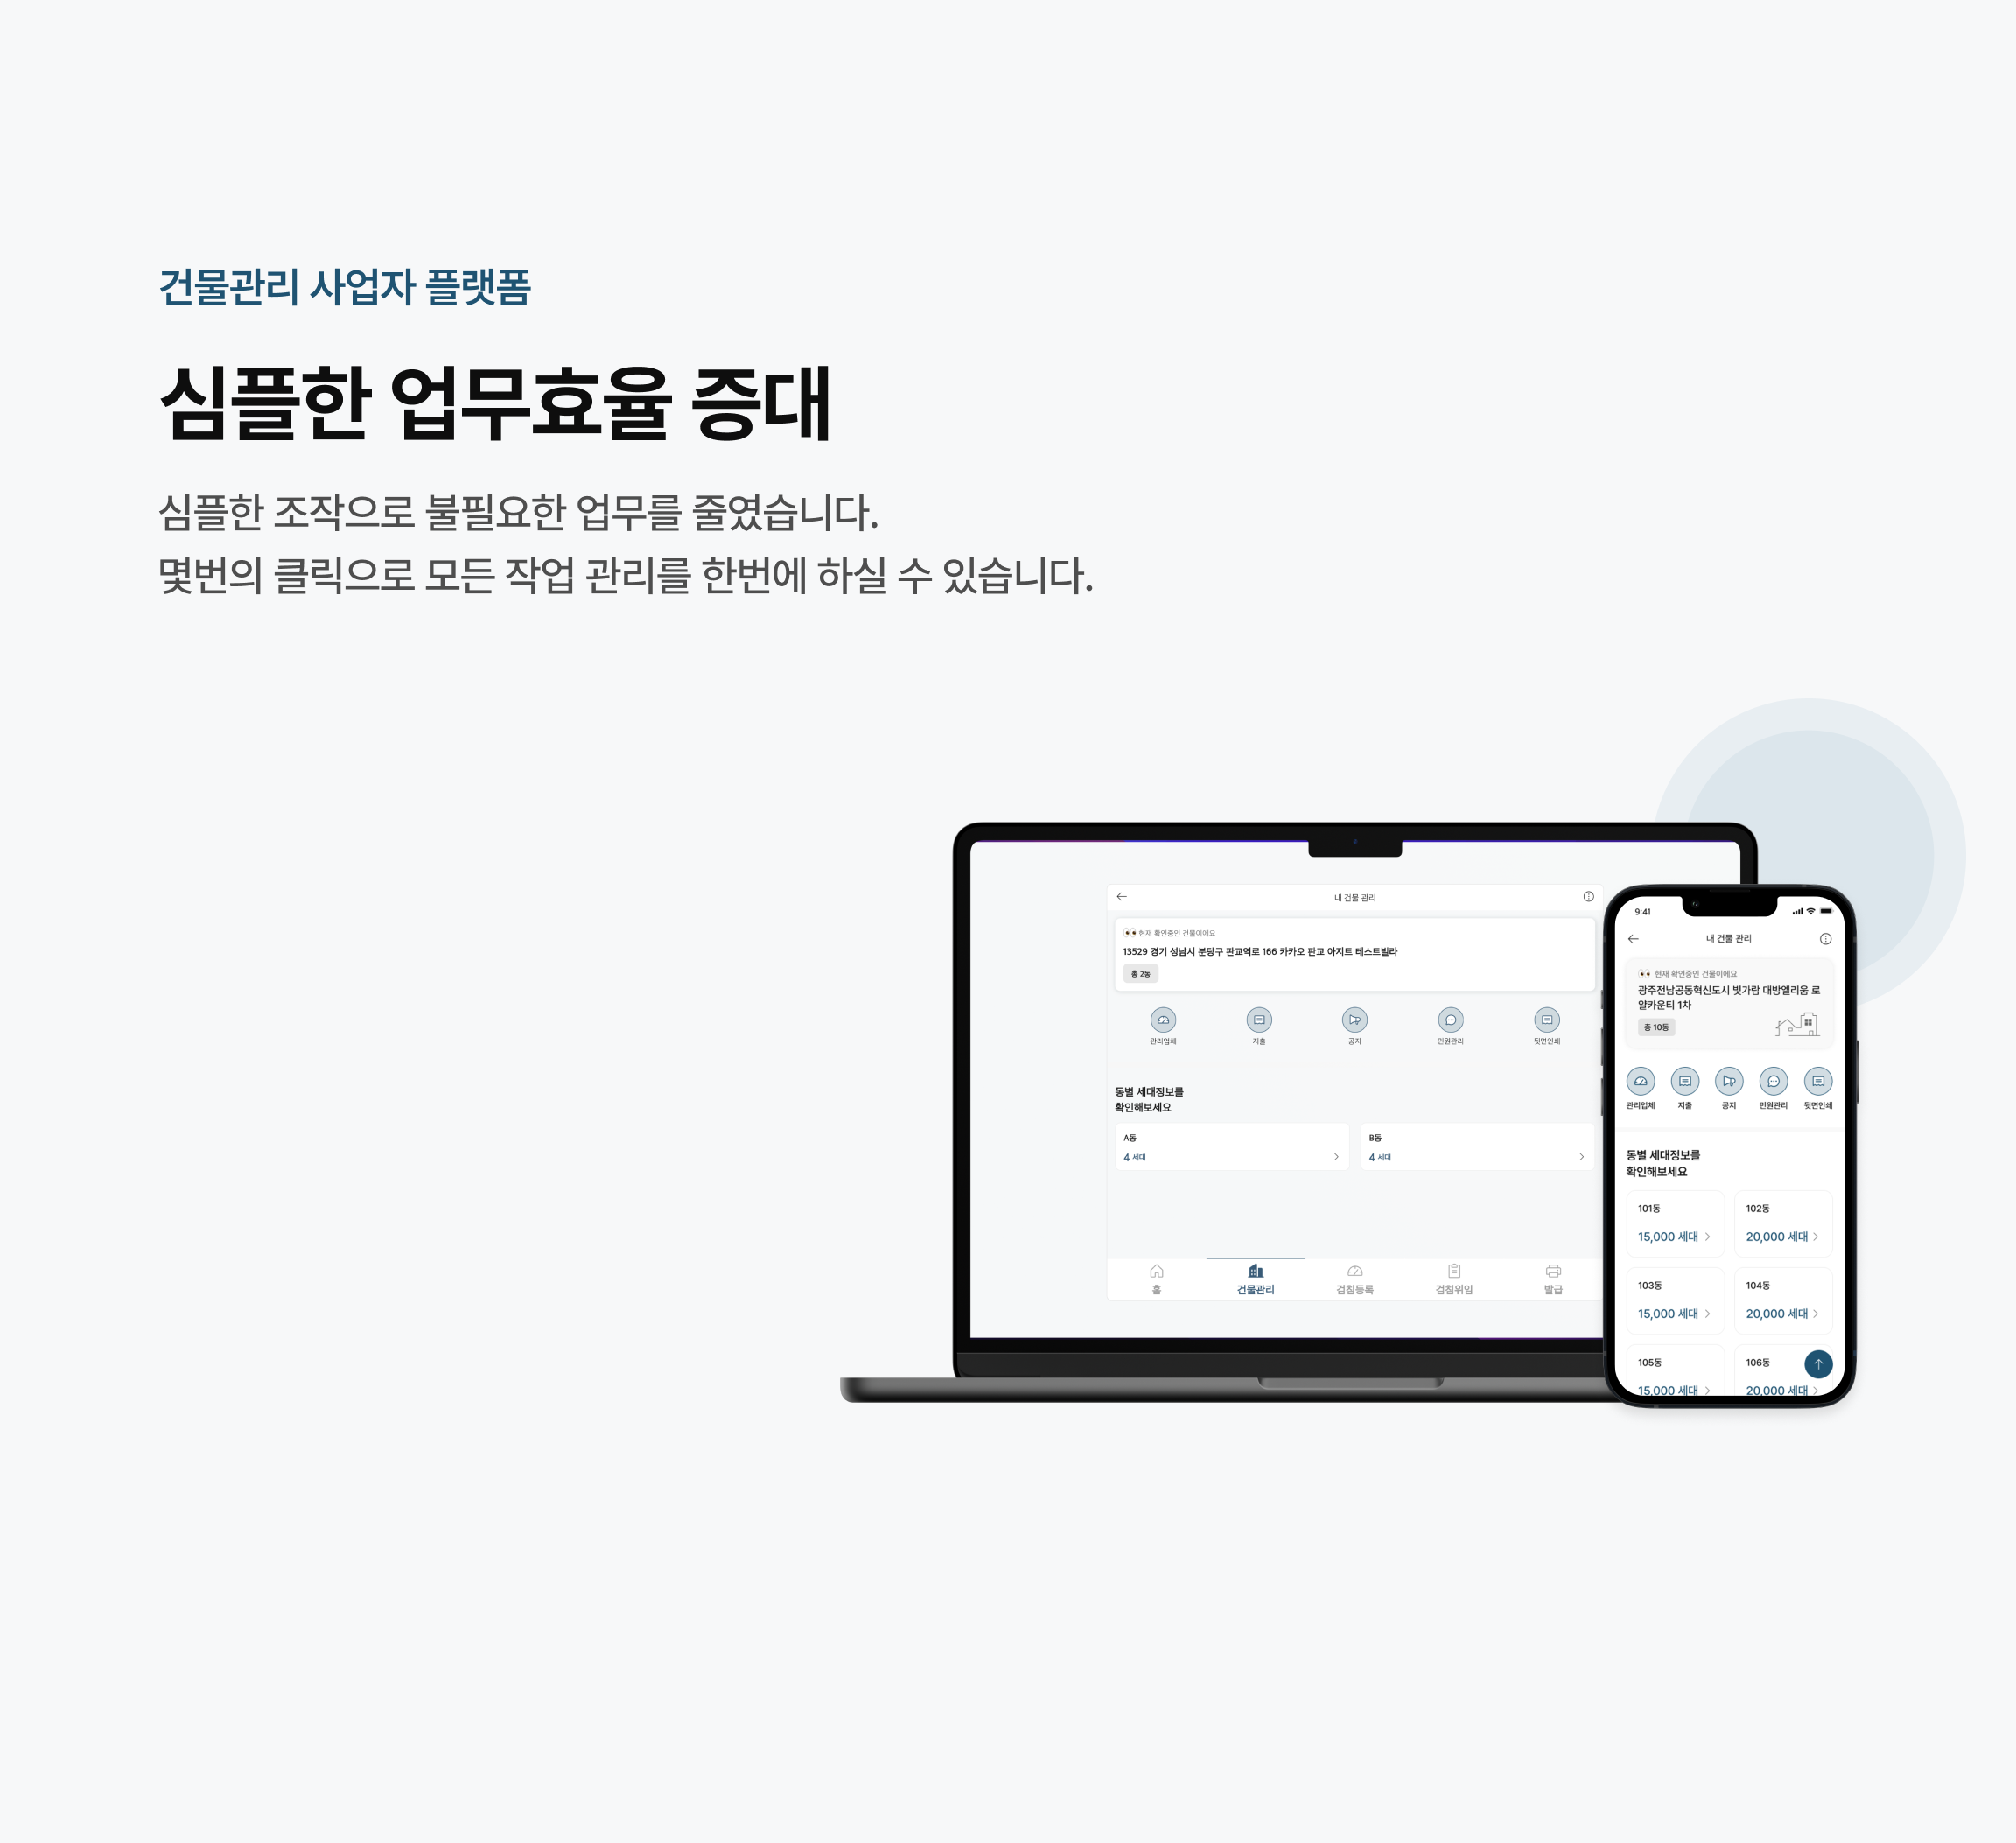 건물관리 사업자 플랫폼
심플한 업무효율 증대
심플한 조작으로 불필요한 업무를 줄였습니다.
몇번의 클릭으로 모든 작업 관리를 한번에 하실 수 있습니다.
내 건물 관리
현재 확인중인 건물이에요
13529 경기 성남시 분당구 판교역로 166 카카오 판교 아지트 테스트빌라
총 2동
관리업체 지출 공지 민원관리 뒷면인쇄
동별 세대정보를
확인해보세요
A동 B동
4 세대 4 세대
홈 건물관리 검침등록 검침위임 발급
9:41
내 건물 관리
현재 확인중인 건물이에요
광주전남공동혁신도시 빛가람 대방엘리움 로
얄카운티 1차
총 10동
관리업체 지출 공지 민원관리 뒷면인쇄
동별 세대정보를
확인해보세요
101동 102동
15,000 세대 20,000 세대
103동 104동
15,000 세대 20,000 세대
105동 106동
15,000 세대 20,000 세대